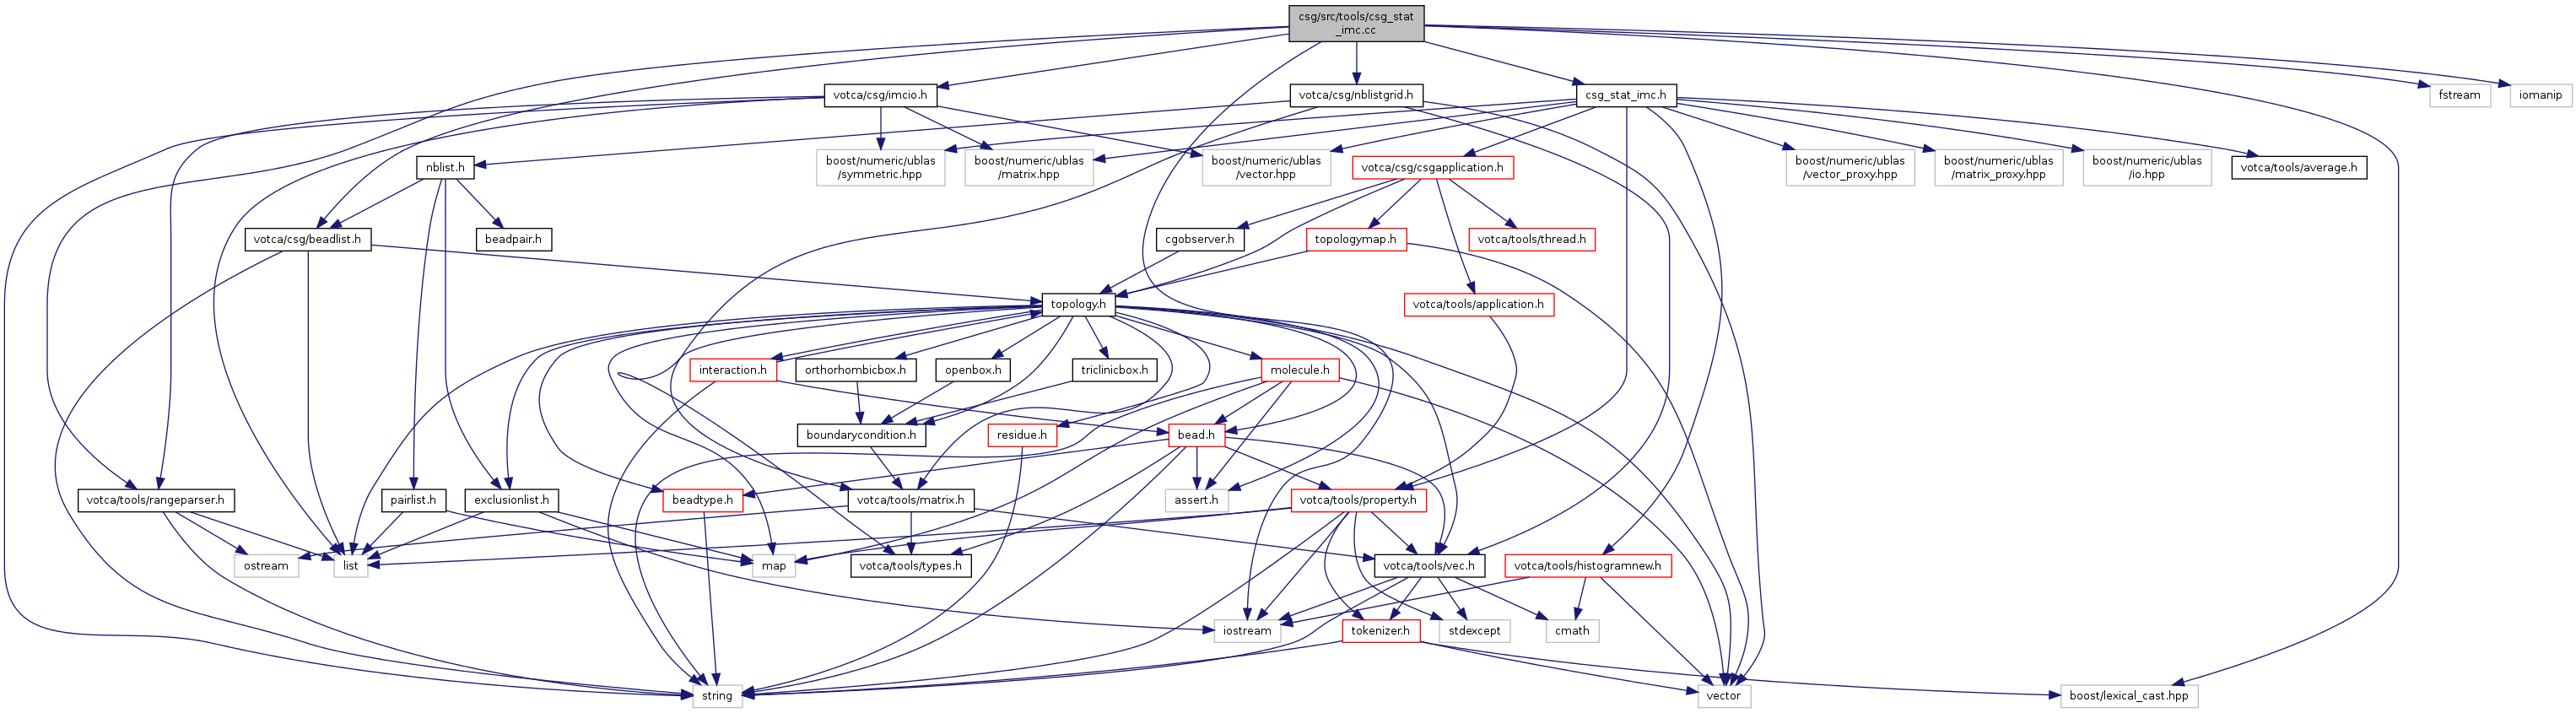 csg/src/tools/csg_stat
_imc.cc
votca/csg/imcio.h
votca/csg/nblistgrid.h
csg_stat_imc.h
fstream
iomanip
nblist.h
boost/numeric/ublas
/symmetric.hpp
boost/numeric/ublas
/matrix.hpp
boost/numeric/ublas
/vector.hpp
votca/csg/csgapplication.h
boost/numeric/ublas
/vector_proxy.hpp
boost/numeric/ublas
/matrix_proxy.hpp
boost/numeric/ublas
/io.hpp
votca/tools/average.h
votca/csg/beadlist.h
beadpair.h
cgobserver.h
topologymap.h
votca/tools/thread.h
topology.h
votca/tools/application.h
interaction.h
orthorhombicbox.h
openbox.h
triclinicbox.h
molecule.h
boundarycondition.h
residue.h
bead.h
votca/tools/rangeparser.h
pairlist.h
exclusionlist.h
beadtype.h
votca/tools/matrix.h
assert.h
votca/tools/property.h
ostream
list
map
votca/tools/types.h
votca/tools/vec.h
votca/tools/histogramnew.h
iostream
tokenizer.h
stdexcept
cmath
string
vector
boost/lexical_cast.hpp